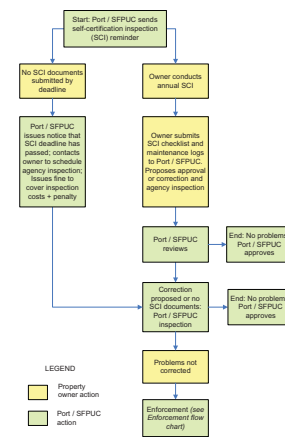 Start: Port / SFPUC sends
self-certification inspection
(SCI) reminder
No SCI documents
submitted by
deadline
Owner conducts
annual SCI
Port / SFPUC
issues notice that
SCI deadline has
passed; contacts
owner to schedule
agency inspection;
Issues fine to
cover inspection
costs + penalty
Owner submits
SCI checklist and
maintenance logs
to Port / SFPUC.
Proposes approval
or correction and
agency inspection
Port / SFPUC
reviews
End: No problems
Port / SFPUC
approves
Correction
proposed or no
SCI documents:
Port / SFPUC
inspection
End: No problems
Port / SFPUC
approves
Problems not
corrected
Enforcement (see
Enforcement flow
chart)
LEGEND
Property
owner action
Port / SFPUC
action